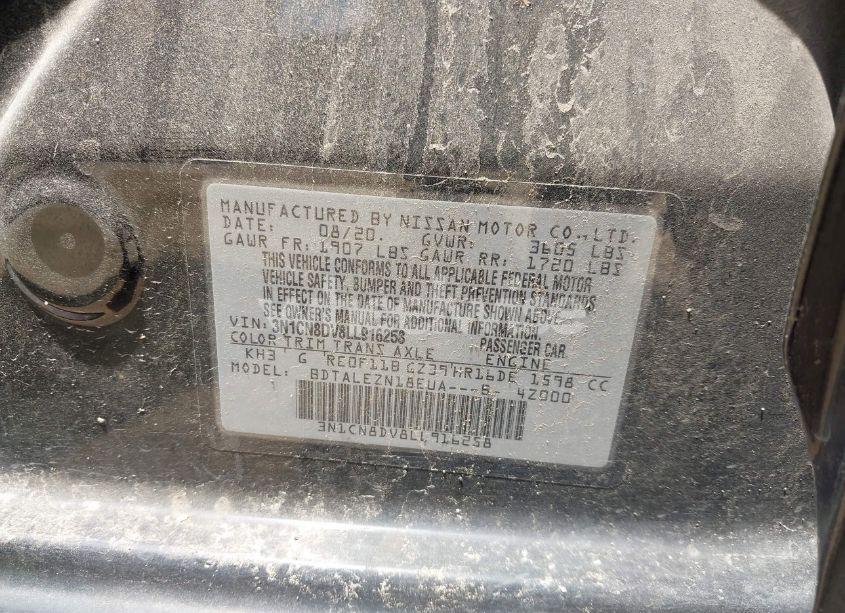 MANUFACTURED BY NISSAN MOTOR CO., LTD.
DATE: 08/20. GVWR: 3605 LBS
GAWR FR: 1907 LBS GAWR RR: 1720 LBS
THIS VEHICLE CONFORMS TO ALL APPLICABLE FEDERAL MOTOR
VEHICLE SAFETY, BUMPER AND THEFT PREVENTION STANDARDS
IN EFFECT ON THE DATE OF MANUFACTURE SHOWN ABOVE.
SEE OWNER'S MANUAL FOR ADDITIONAL INFORMATION.
VIN: 3N1CN8DV8LL916258 PASSENGER CAR
COLOR TRIM TRANS AXLE ENGINE
KH3 G RE0F11B GZ39 HR16DE 1598 CC
MODEL: BDTALEZN18EUA---B- 42000
3N1CN8DV8LL916258